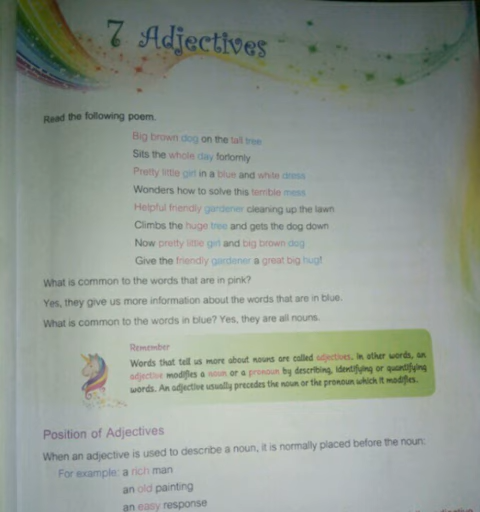 7 Adjectives
Read the following poem.
Big brown dog on the tall tree
Sits the whole day forlornly
Pretty little girl in a blue and white dress
Wonders how to solve this terrible mess
Helpful friendly gardener cleaning up the lawn
Climbs the huge tree and gets the dog down
Now pretty little girl and big brown dog
Give the friendly gardener a great big hug!
What is common to the words that are in pink?
Yes, they give us more information about the words that are in blue.
What is common to the words in blue? Yes, they are all nouns.
Remember
Words that tell us more about nouns are called adjectives. In other words, an
adjective modifies a noun or a pronoun by describing, identifying or quantifying
words. An adjective usually precedes the noun or the pronoun which it modifies.
Position of Adjectives
When an adjective is used to describe a noun, it is normally placed before the noun:
For example: a rich man
an old painting
an easy response